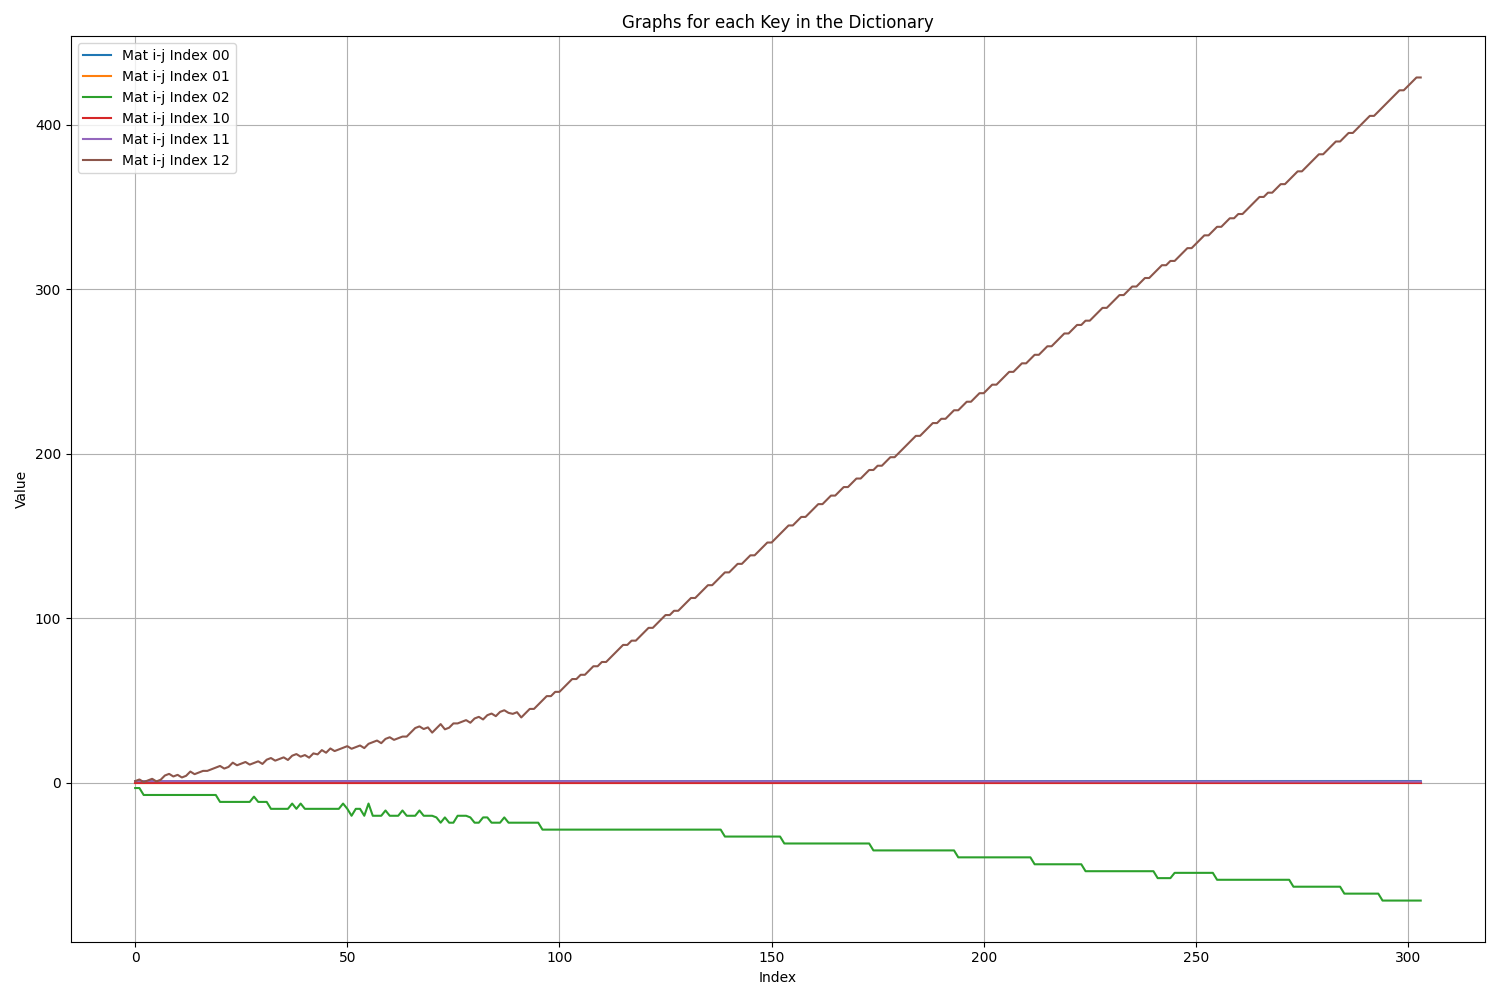 Graphs for each Key in the Dictionary
Mat i-j Index 00
Mat i-j Index 01
Mat i-j Index 02
Mat i-j Index 10
Mat i-j Index 11
Mat i-j Index 12
400
300
200
100
0
Value
0 50 100 150 200 250 300
Index